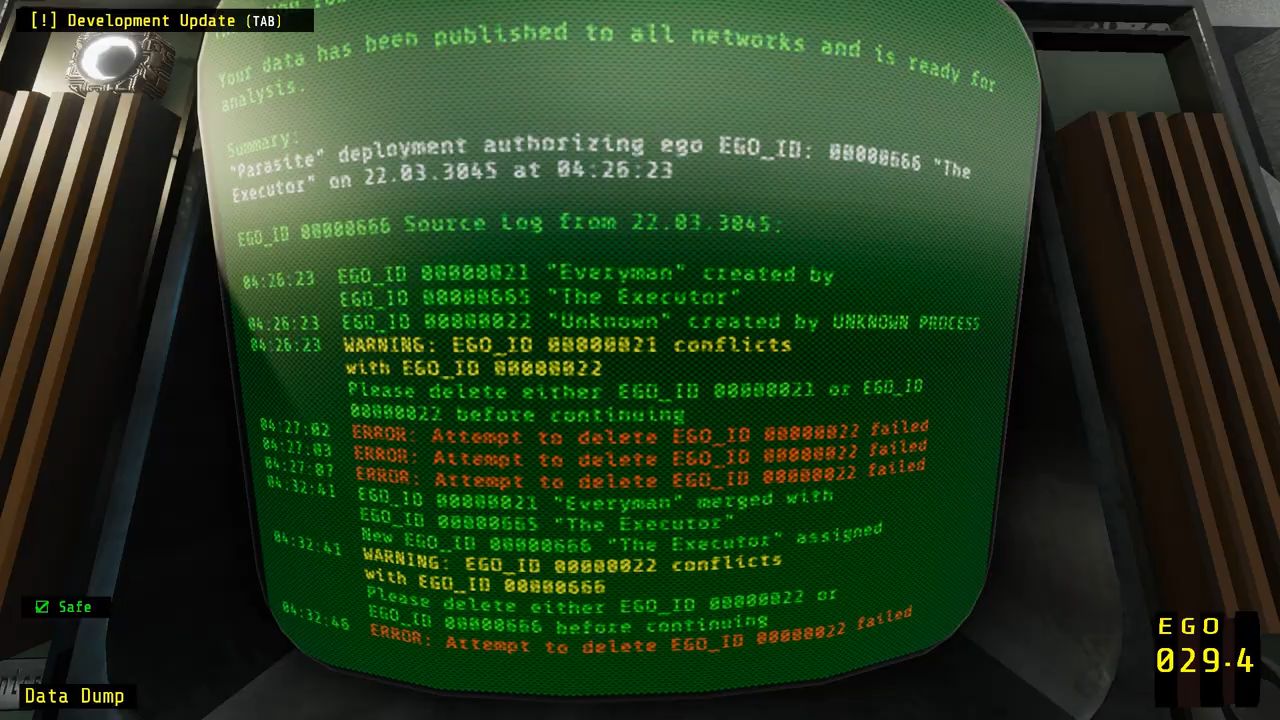 [!] Development Update (TAB)
Your data has been published to all networks and is ready for
analysis.
Summary:
"Parasite" deployment authorizing ego EGO_ID: 00000666 "The
Executor" on 22.03.3045 at 04:26:23
EGO_ID 00000666 Source Log from 22.03.3045:
04:26:23 EGO_ID 00000021 "Everyman" created by
EGO_ID 00000665 "The Executor"
04:26:23 EGO_ID 00000022 "Unknown" created by UNKNOWN PROCESS
04:26:23 WARNING: EGO_ID 00000021 conflicts
with EGO_ID 00000022
Please delete either EGO_ID 00000021 or EGO_ID
00000022 before continuing
04:27:02 ERROR: Attempt to delete EGO_ID 00000022 failed
04:27:03 ERROR: Attempt to delete EGO_ID 00000022 failed
04:27:07 ERROR: Attempt to delete EGO_ID 00000022 failed
04:32:41 EGO_ID 00000021 "Everyman" merged with
EGO_ID 00000665 "The Executor"
New EGO_ID 00000666 "The Executor" assigned
04:32:41 WARNING: EGO_ID 00000022 conflicts
with EGO_ID 00000666
Please delete either EGO_ID 00000022 or
EGO_ID 00000666 before continuing
04:32:46 ERROR: Attempt to delete EGO_ID 00000022 failed
Safe
EGO
029.4
Data Dump